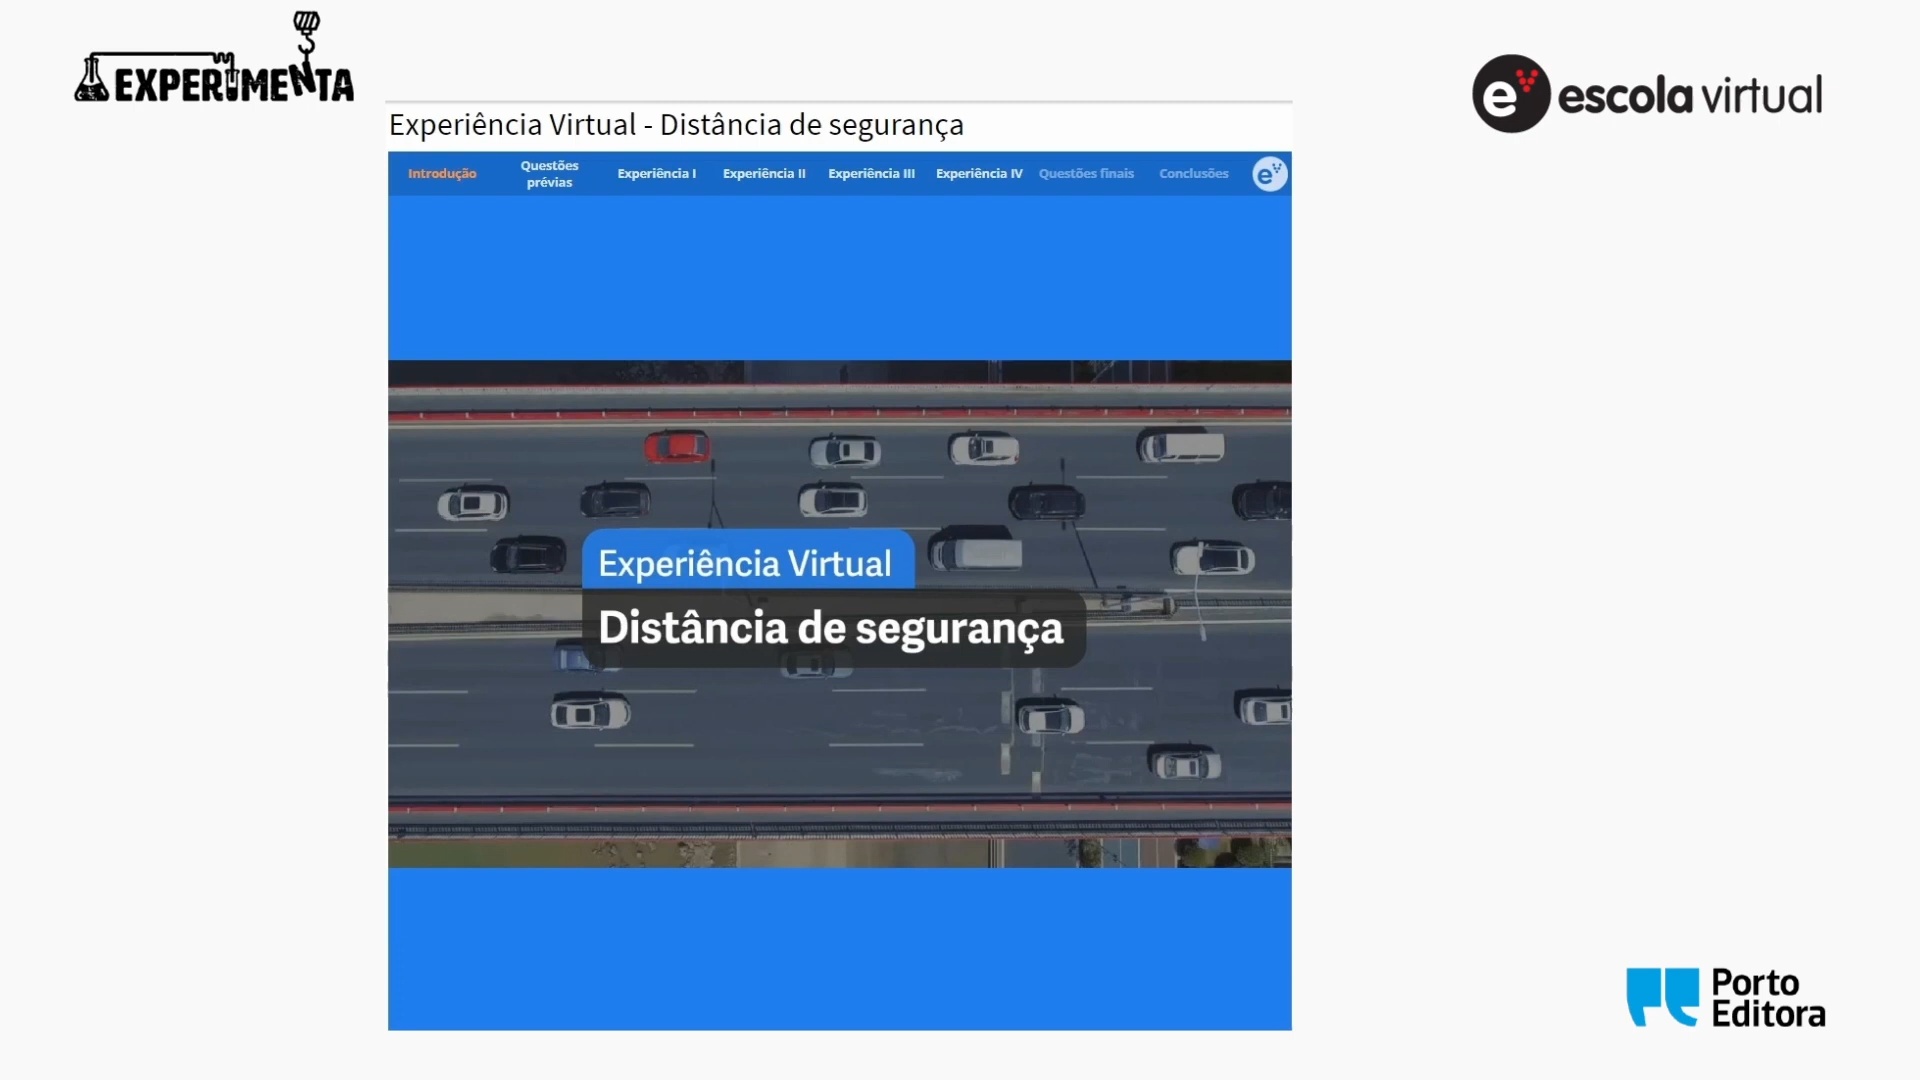 EXPERIMENTA
escola virtual
Experiência Virtual - Distância de segurança
Introdução
Questões
prévias
Experiência I
Experiência II
Experiência III
Experiência IV
Questões finais
Conclusões
e
Experiência Virtual
Distância de segurança
Porto
Editora